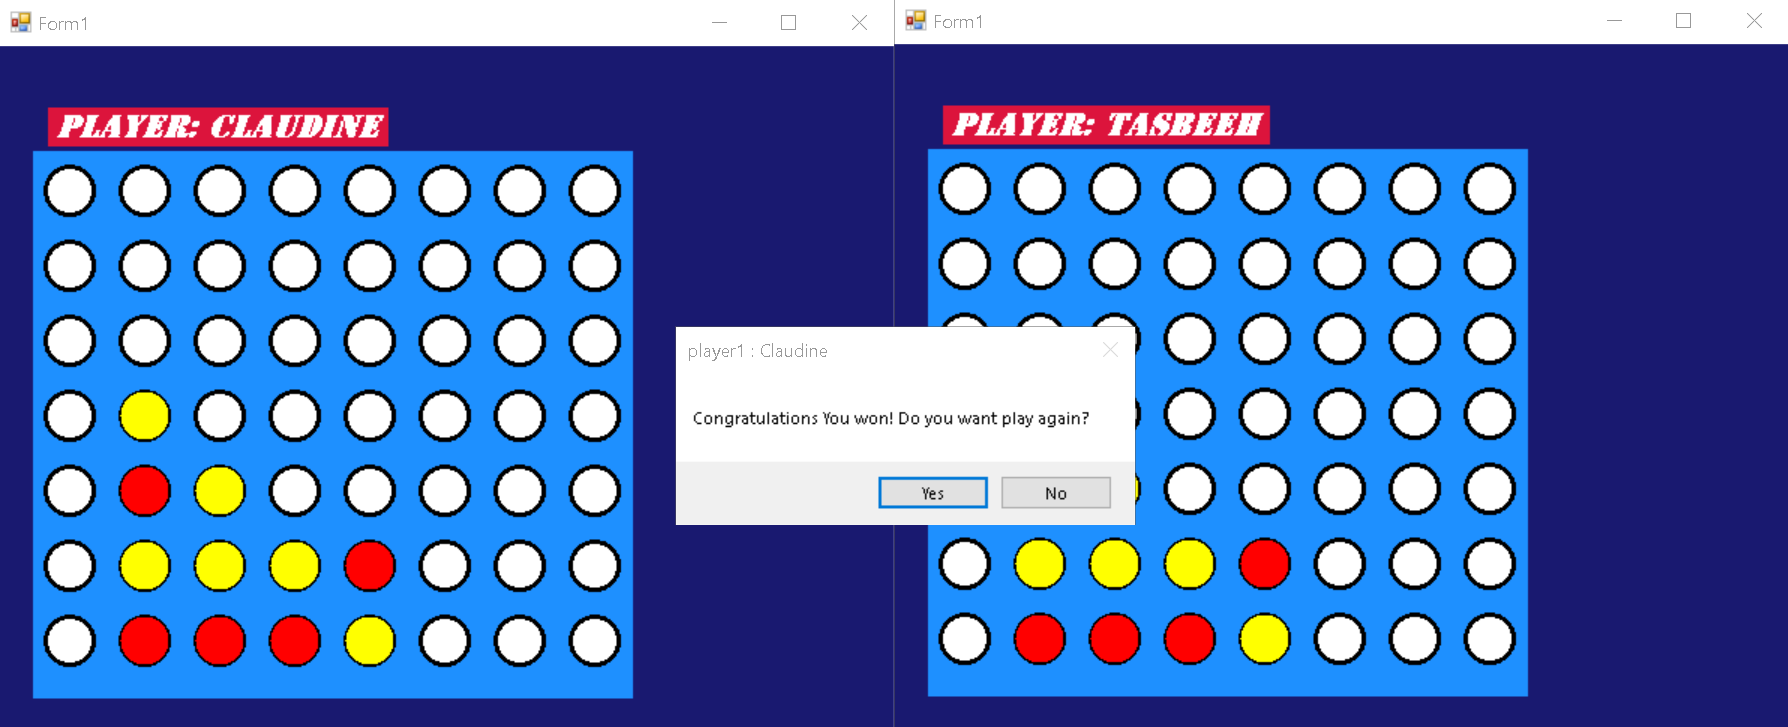 Form1
PLAYER: CLAUDINE
Form1
PLAYER: TASBEEH
player1 : Claudine
Congratulations You won! Do you want play again?
Yes
No